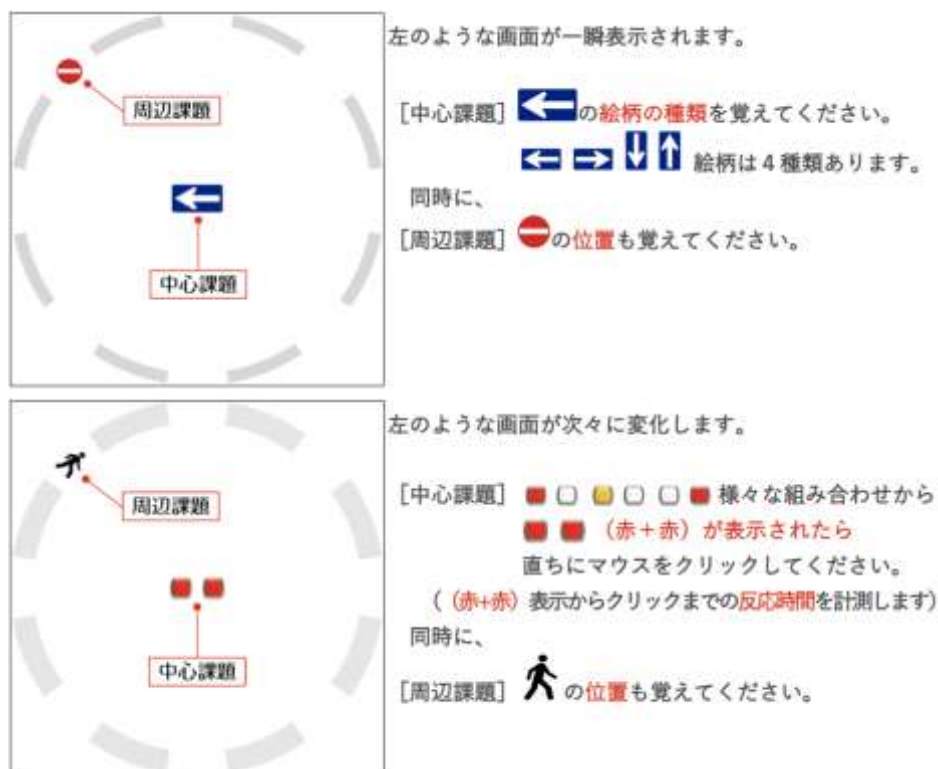 左のような画面が一瞬表示されます。
周辺課題
[中心課題] の絵柄の種類を覚えてください。
絵柄は4種類あります。
同時に、
[周辺課題] の位置も覚えてください。
中心課題
左のような画面が次々に変化します。
周辺課題
[中心課題] 様々な組み合わせから
(赤+赤)が表示されたら
直ちにマウスをクリックしてください。
((赤+赤)表示からクリックまでの反応時間を計測します)
同時に、
中心課題
[周辺課題] の位置も覚えてください。